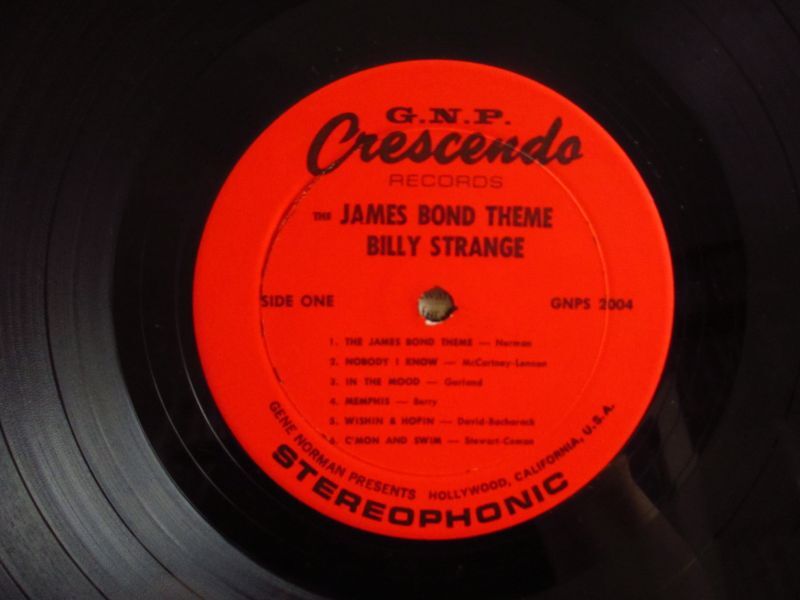 G.N.P.
Crescendo
RECORDS
THE JAMES BOND THEME
BILLY STRANGE
SIDE ONE
GNPS 2004
1. THE JAMES BOND THEME — Norman
2. NOBODY I KNOW — McCartney-Lennon
3. IN THE MOOD — Garland
4. MEMPHIS — Berry
5. WISHIN & HOPIN — David-Bacharach
6. C'MON AND SWIM — Stewart-Coman
GENE NORMAN PRESENTS HOLLYWOOD, CALIFORNIA, U.S.A.
STEREOPHONIC